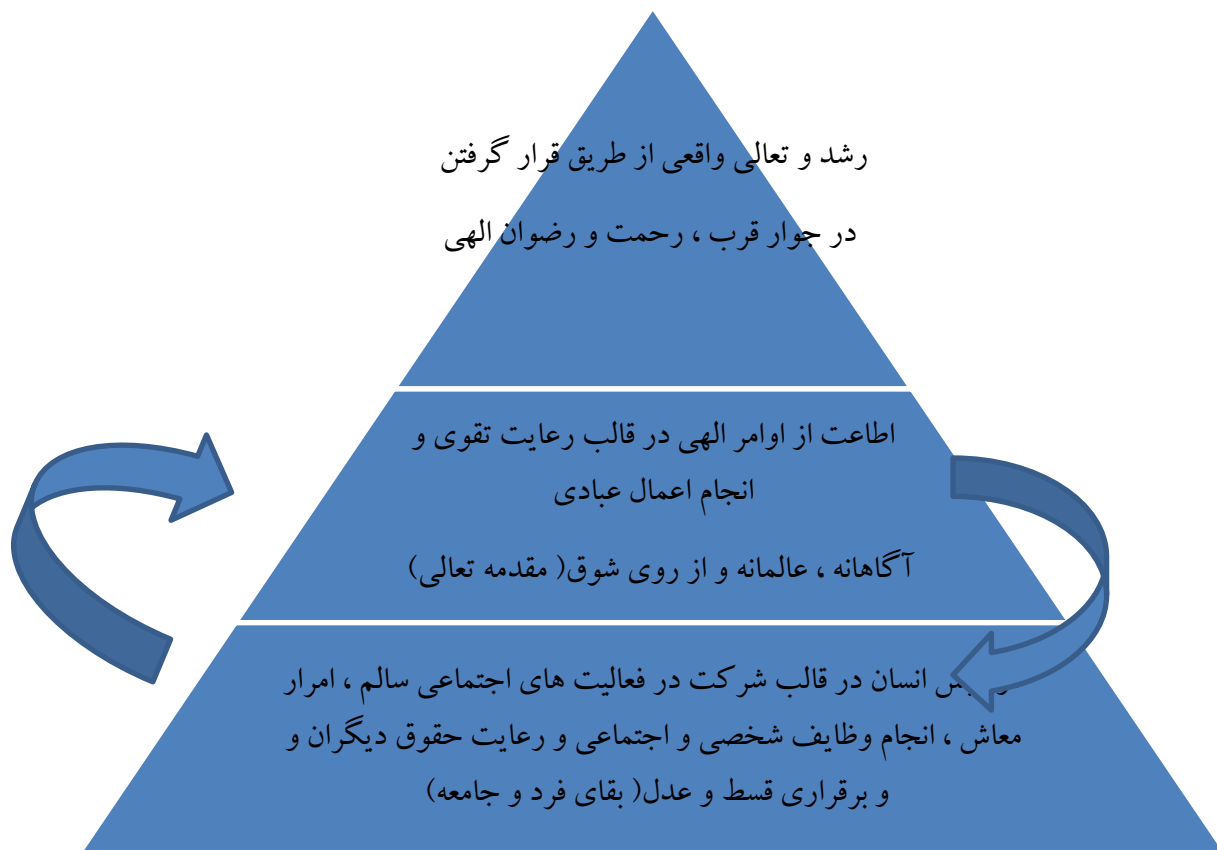 رشد و تعالی واقعی از طریق قرار گرفتن
در جوار قرب ، رحمت و رضوان الهی
اطاعت از اوامر الهی در قالب رعایت تقوی و
انجام اعمال عبادی
آگاهانه ، عالمانه و از روی شوق( مقدمه تعالی)
انسان در قالب شرکت در فعالیت های اجتماعی سالم ، امرار
معاش ، انجام وظایف شخصی و اجتماعی و رعایت حقوق دیگران و
و برقراری قسط و عدل( بقای فرد و جامعه)